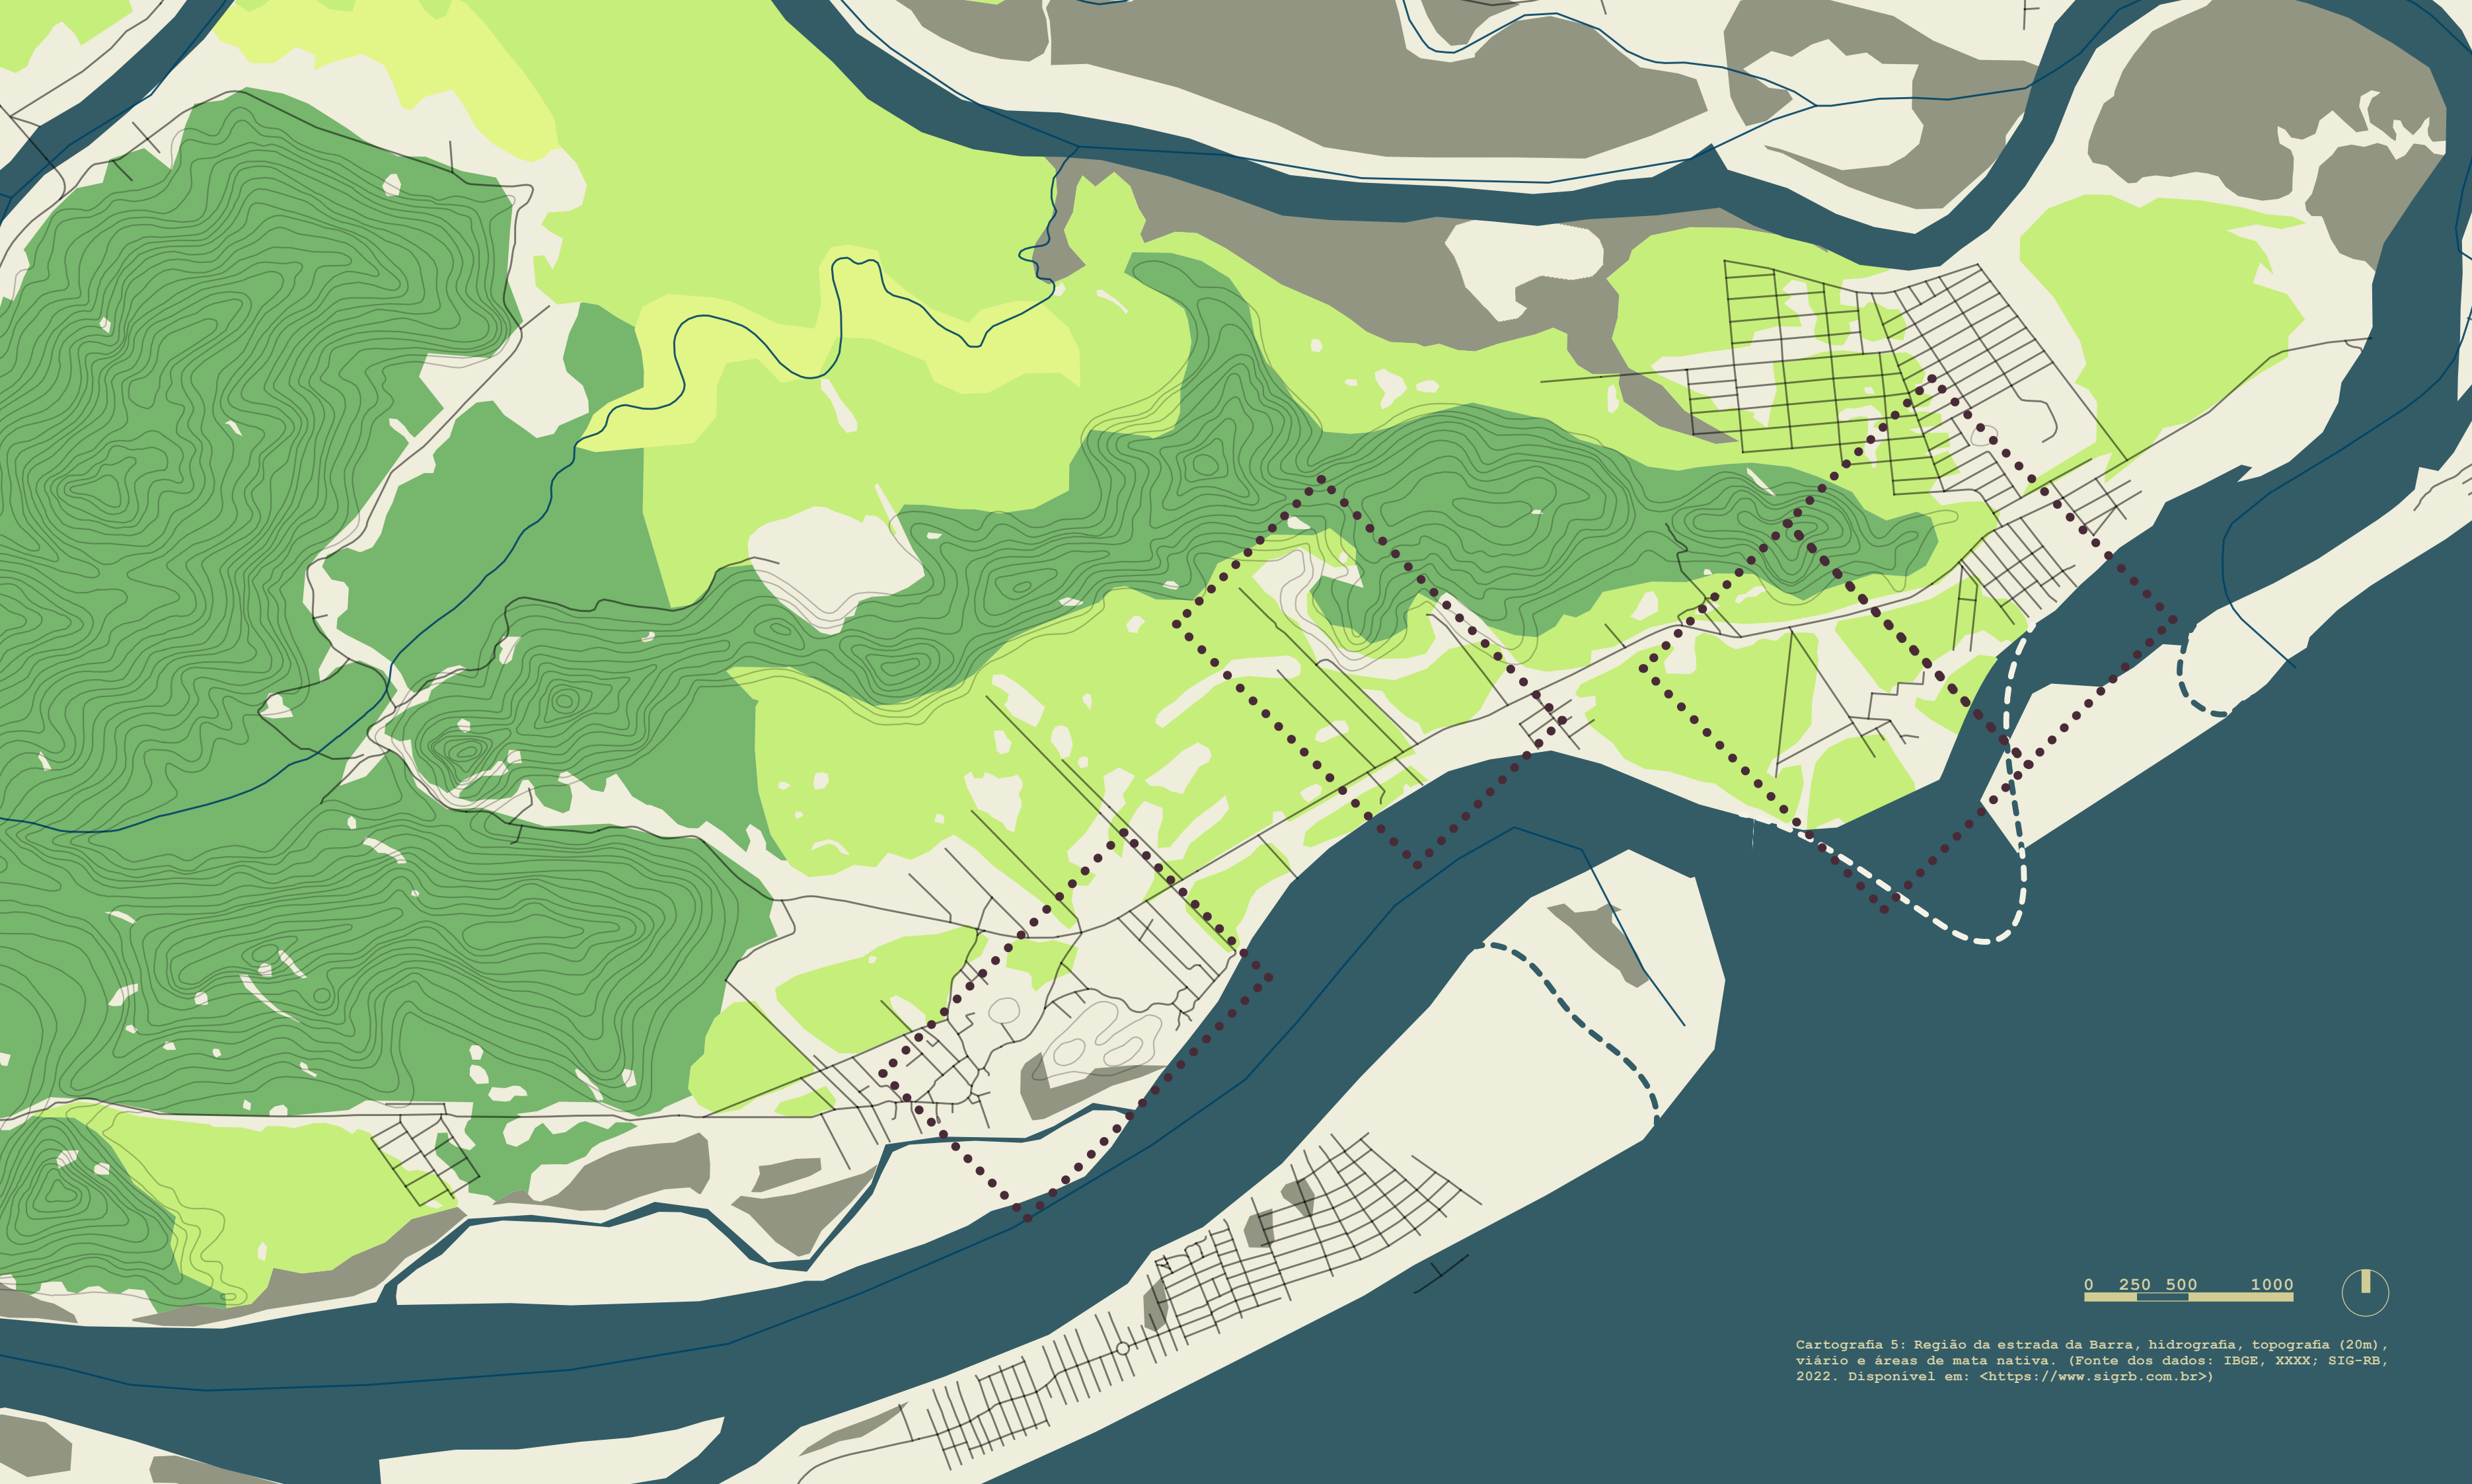 0 250 500 1000
Cartografia 5: Região da estrada da Barra, hidrografia, topografia (20m),
viário e áreas de mata nativa. (Fonte dos dados: IBGE, XXXX; SIG-RB,
2022. Disponível em: <https://www.sigrb.com.br>)